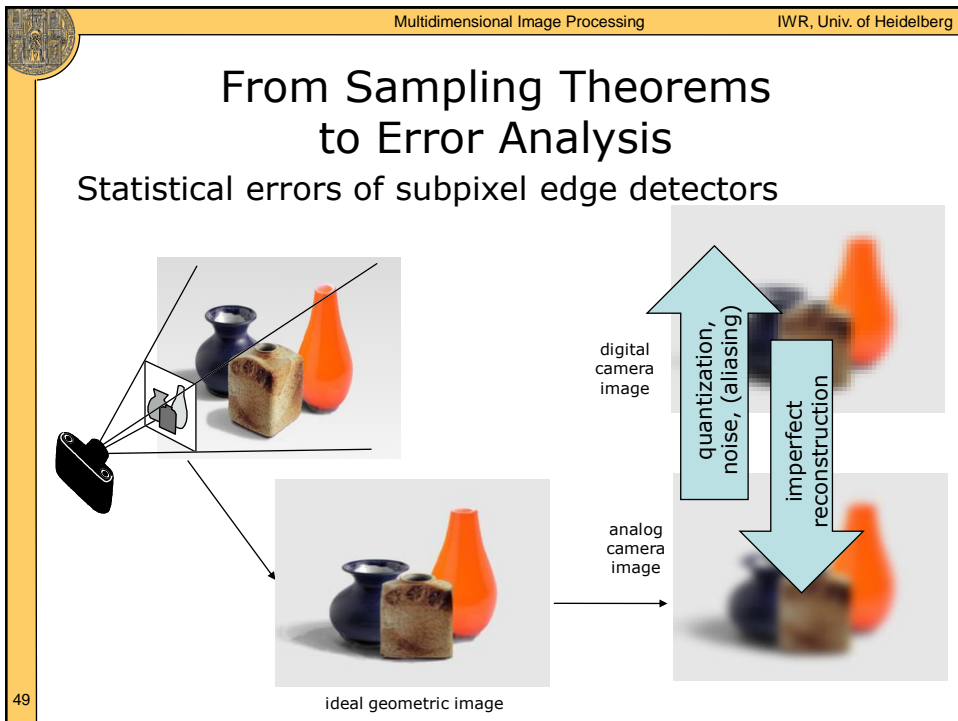 Multidimensional Image Processing
IWR, Univ. of Heidelberg
From Sampling Theorems
to Error Analysis
Statistical errors of subpixel edge detectors
digital
camera
image
quantization,
noise, (aliasing)
imperfect
reconstruction
analog
camera
image
ideal geometric image
49